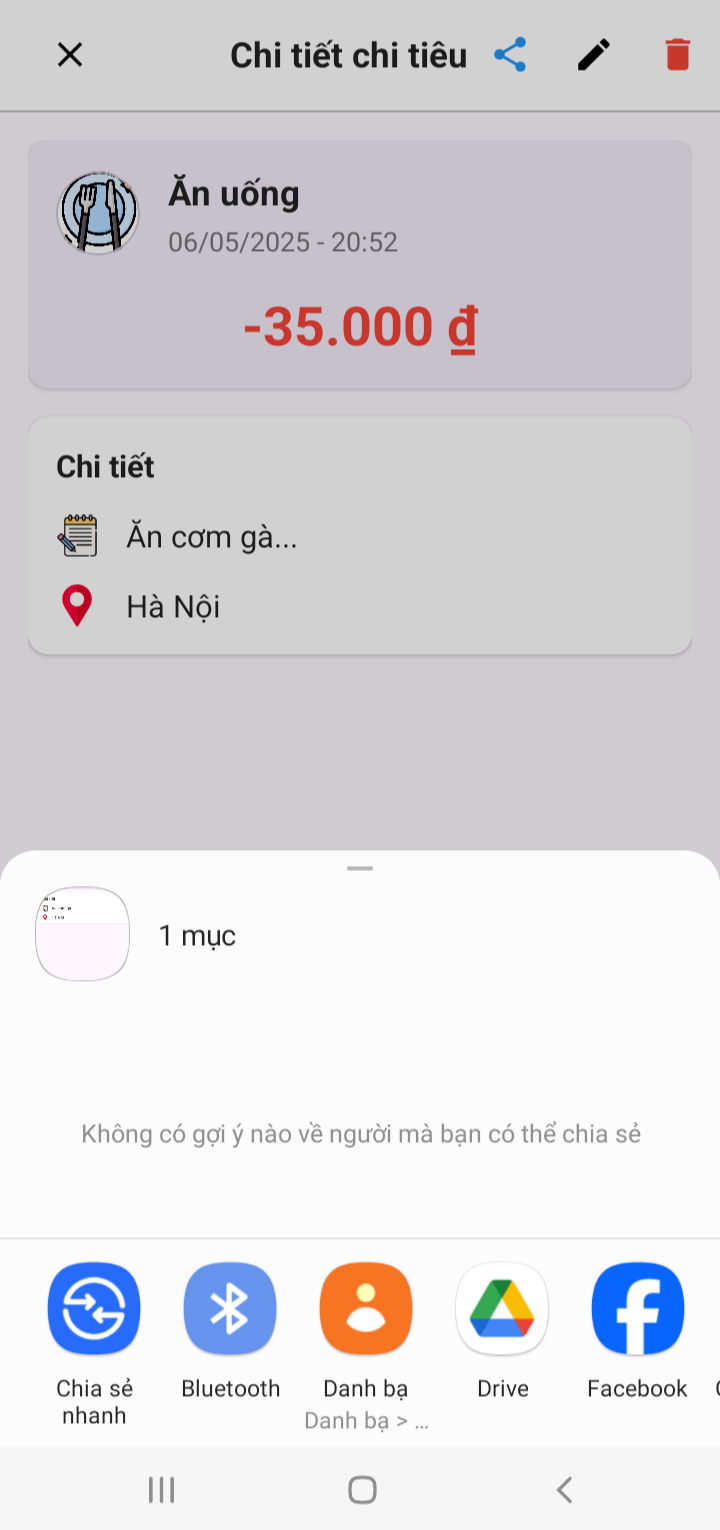 Chi tiết chi tiêu
Ăn uống
06/05/2025 - 20:52
-35.000 ₫
Chi tiết
Ăn cơm gà...
Hà Nội
1 mục
Không có gợi ý nào về người mà bạn có thể chia sẻ
Chia sẻ nhanh
Bluetooth
Danh bạ
Danh bạ > ...
Drive
Facebook